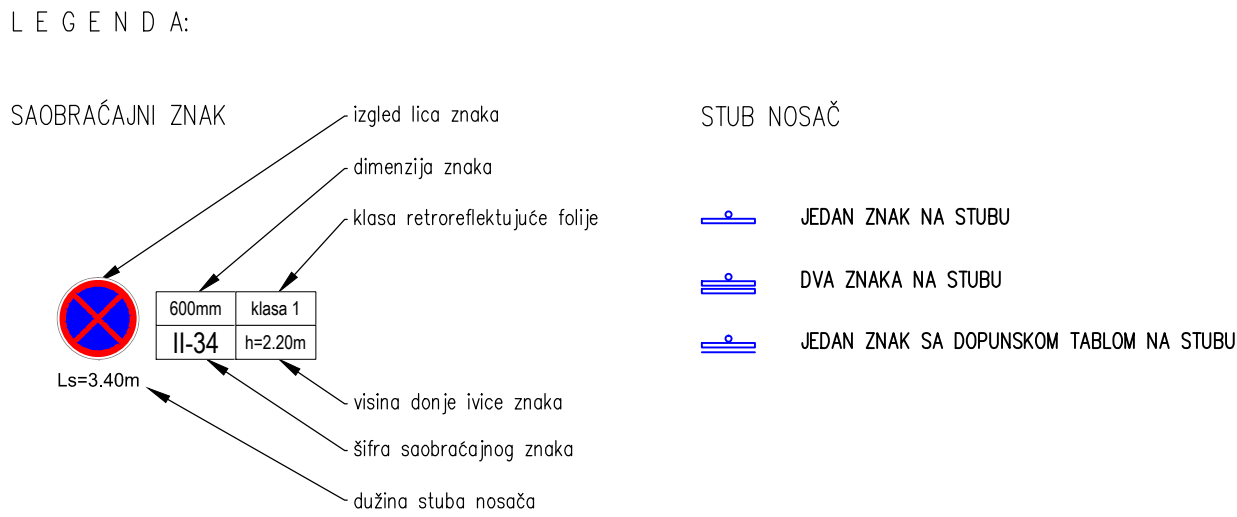 L E G E N D A:
SAOBRAĆAJNI ZNAK
izgled lica znaka
dimenzija znaka
klasa retroreflektujuće folije
600mm klasa 1
II-34 h=2.20m
Ls=3.40m
visina donje ivice znaka
šifra saobraćajnog znaka
dužina stuba nosača
STUB NOSAČ
JEDAN ZNAK NA STUBU
DVA ZNAKA NA STUBU
JEDAN ZNAK SA DOPUNSKOM TABLOM NA STUBU